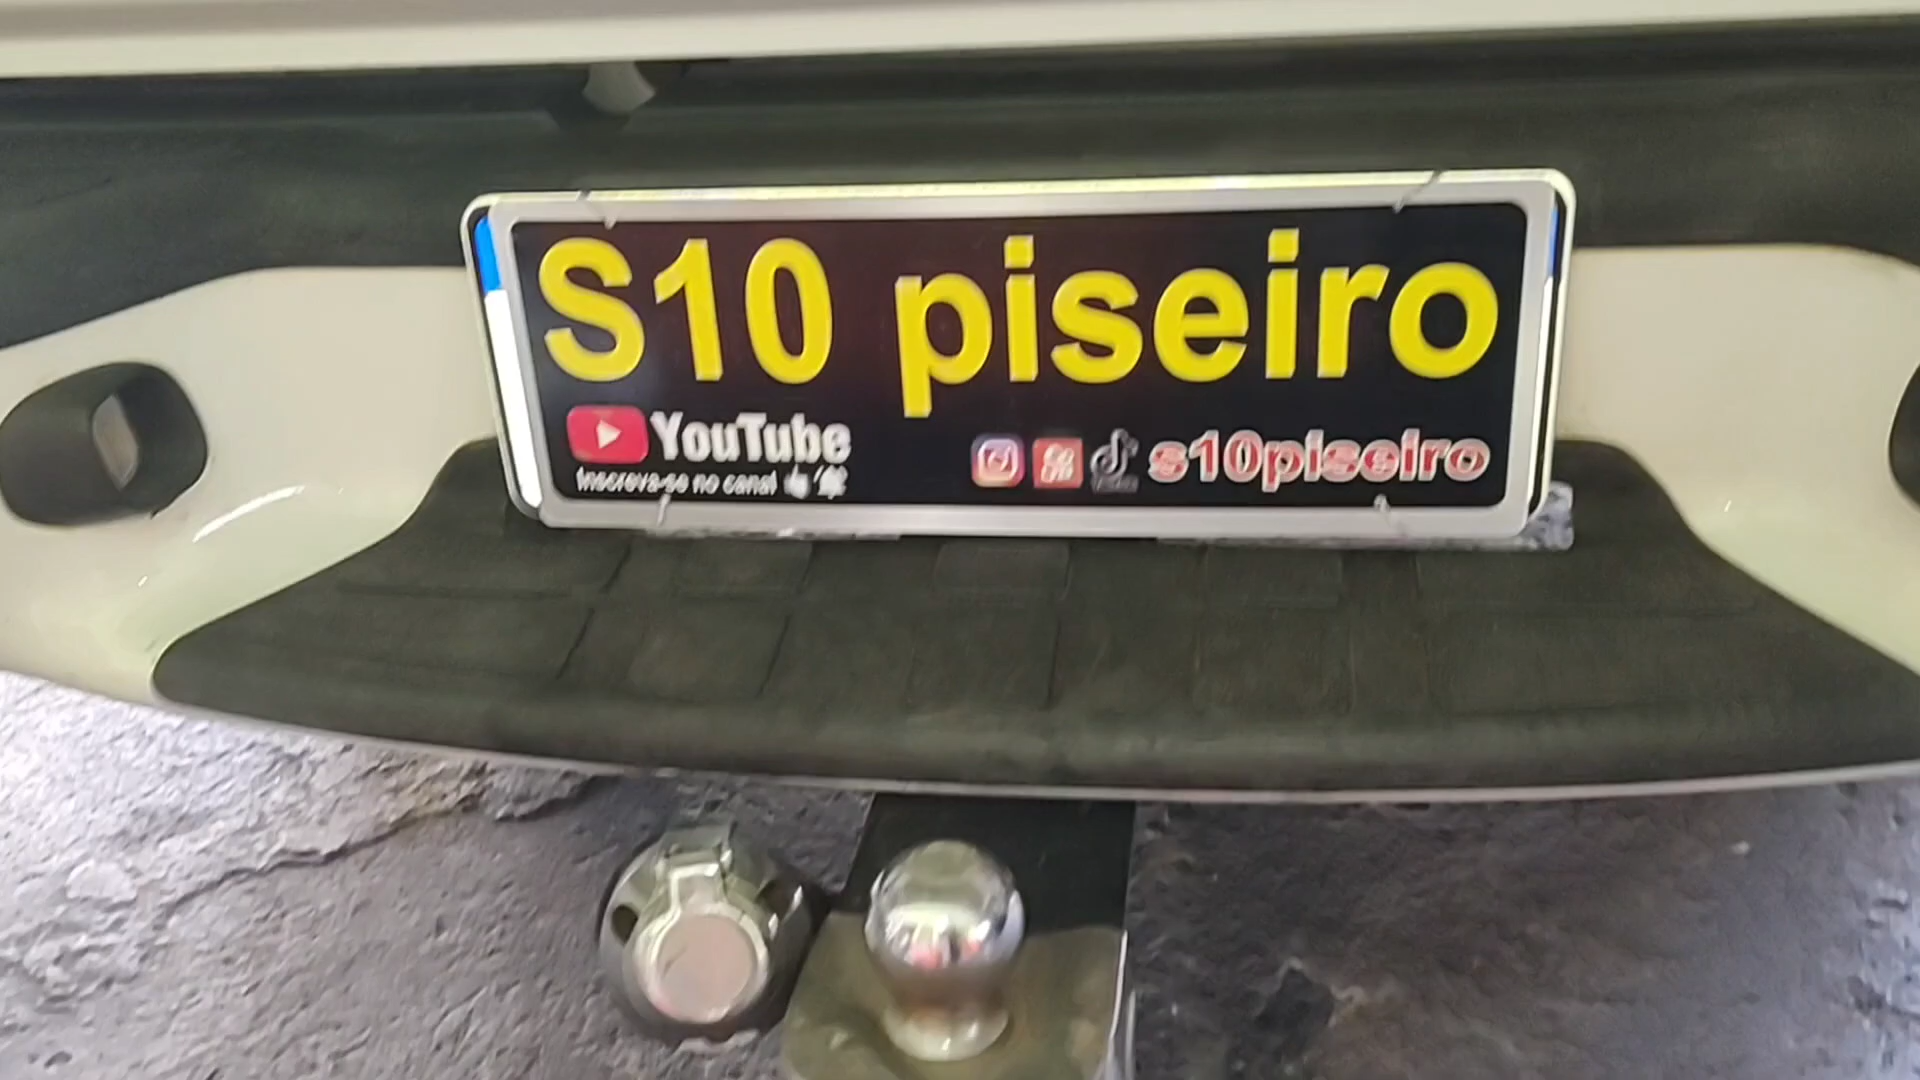 S10 piseiro
YouTube
Inscreva-se no canal
s10piseiro